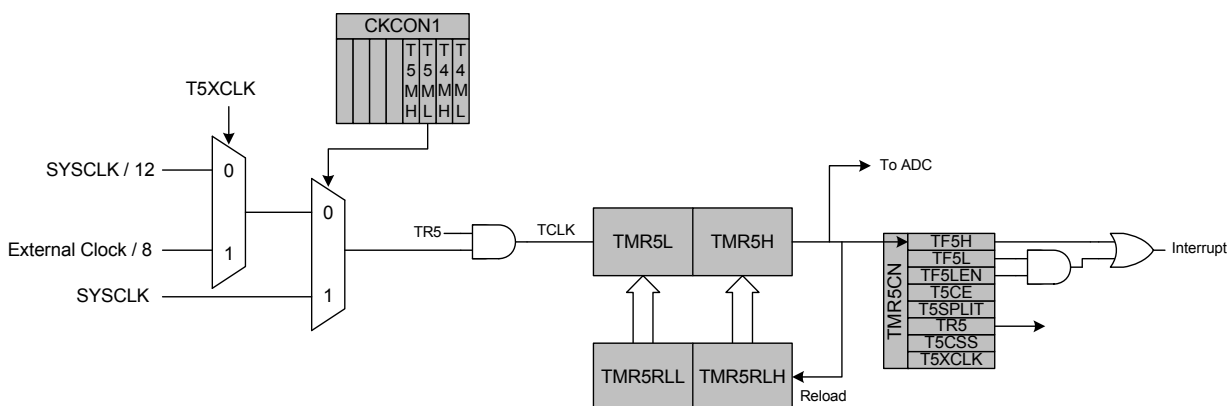 CKCON1
T5MH
T5ML
T4MH
T4ML
T5XCLK
SYSCLK / 12
0
External Clock / 8
1
SYSCLK
0
1
TR5
TCLK
TMR5L
TMR5H
To ADC
TMR5RLL
TMR5RLH
Reload
TMR5CN
TF5H
TF5L
TF5LEN
T5CE
T5SPLIT
TR5
T5CSS
T5XCLK
Interrupt